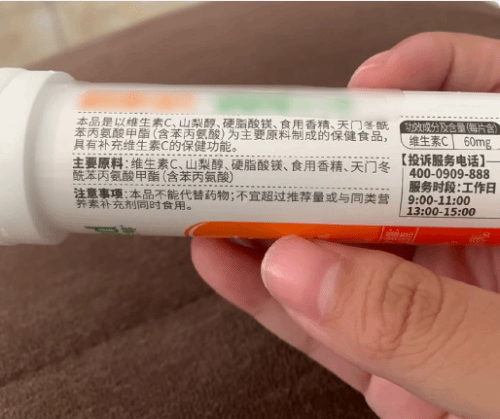 本品是以维生素C、山梨醇、硬脂酸镁、食用香精、天门冬酰
苯丙氨酸甲酯（含苯丙氨酸）为主要原料制成的保健食品，
具有补充维生素C的保健功能。
主要原料：维生素C、山梨醇、硬脂酸镁、食用香精、天门冬
酰苯丙氨酸甲酯（含苯丙氨酸）
注意事项：本品不能代替药物；不宜超过推荐量或与同类营
养素补充剂同时食用。
功效成分及含量（每片含）
维生素C 60mg
【投诉服务电话】
400-0909-888
服务时段：工作日
9:00-11:00
13:00-15:00